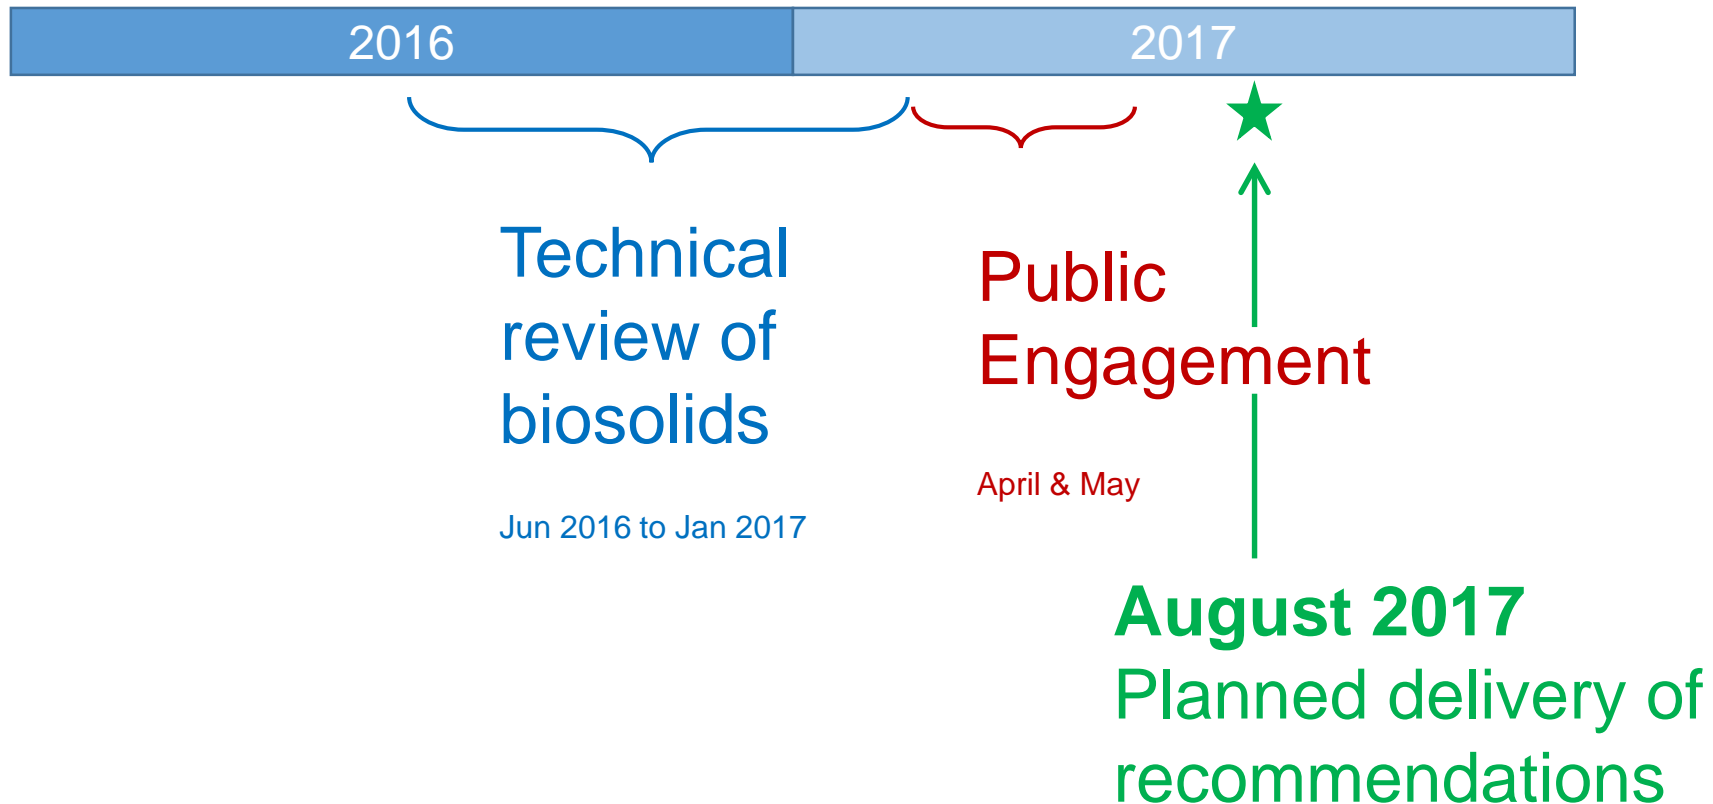 2016
2017
Technical
review of
biosolids
Jun 2016 to Jan 2017
Public
Engagement
April & May
August 2017
Planned delivery of
recommendations